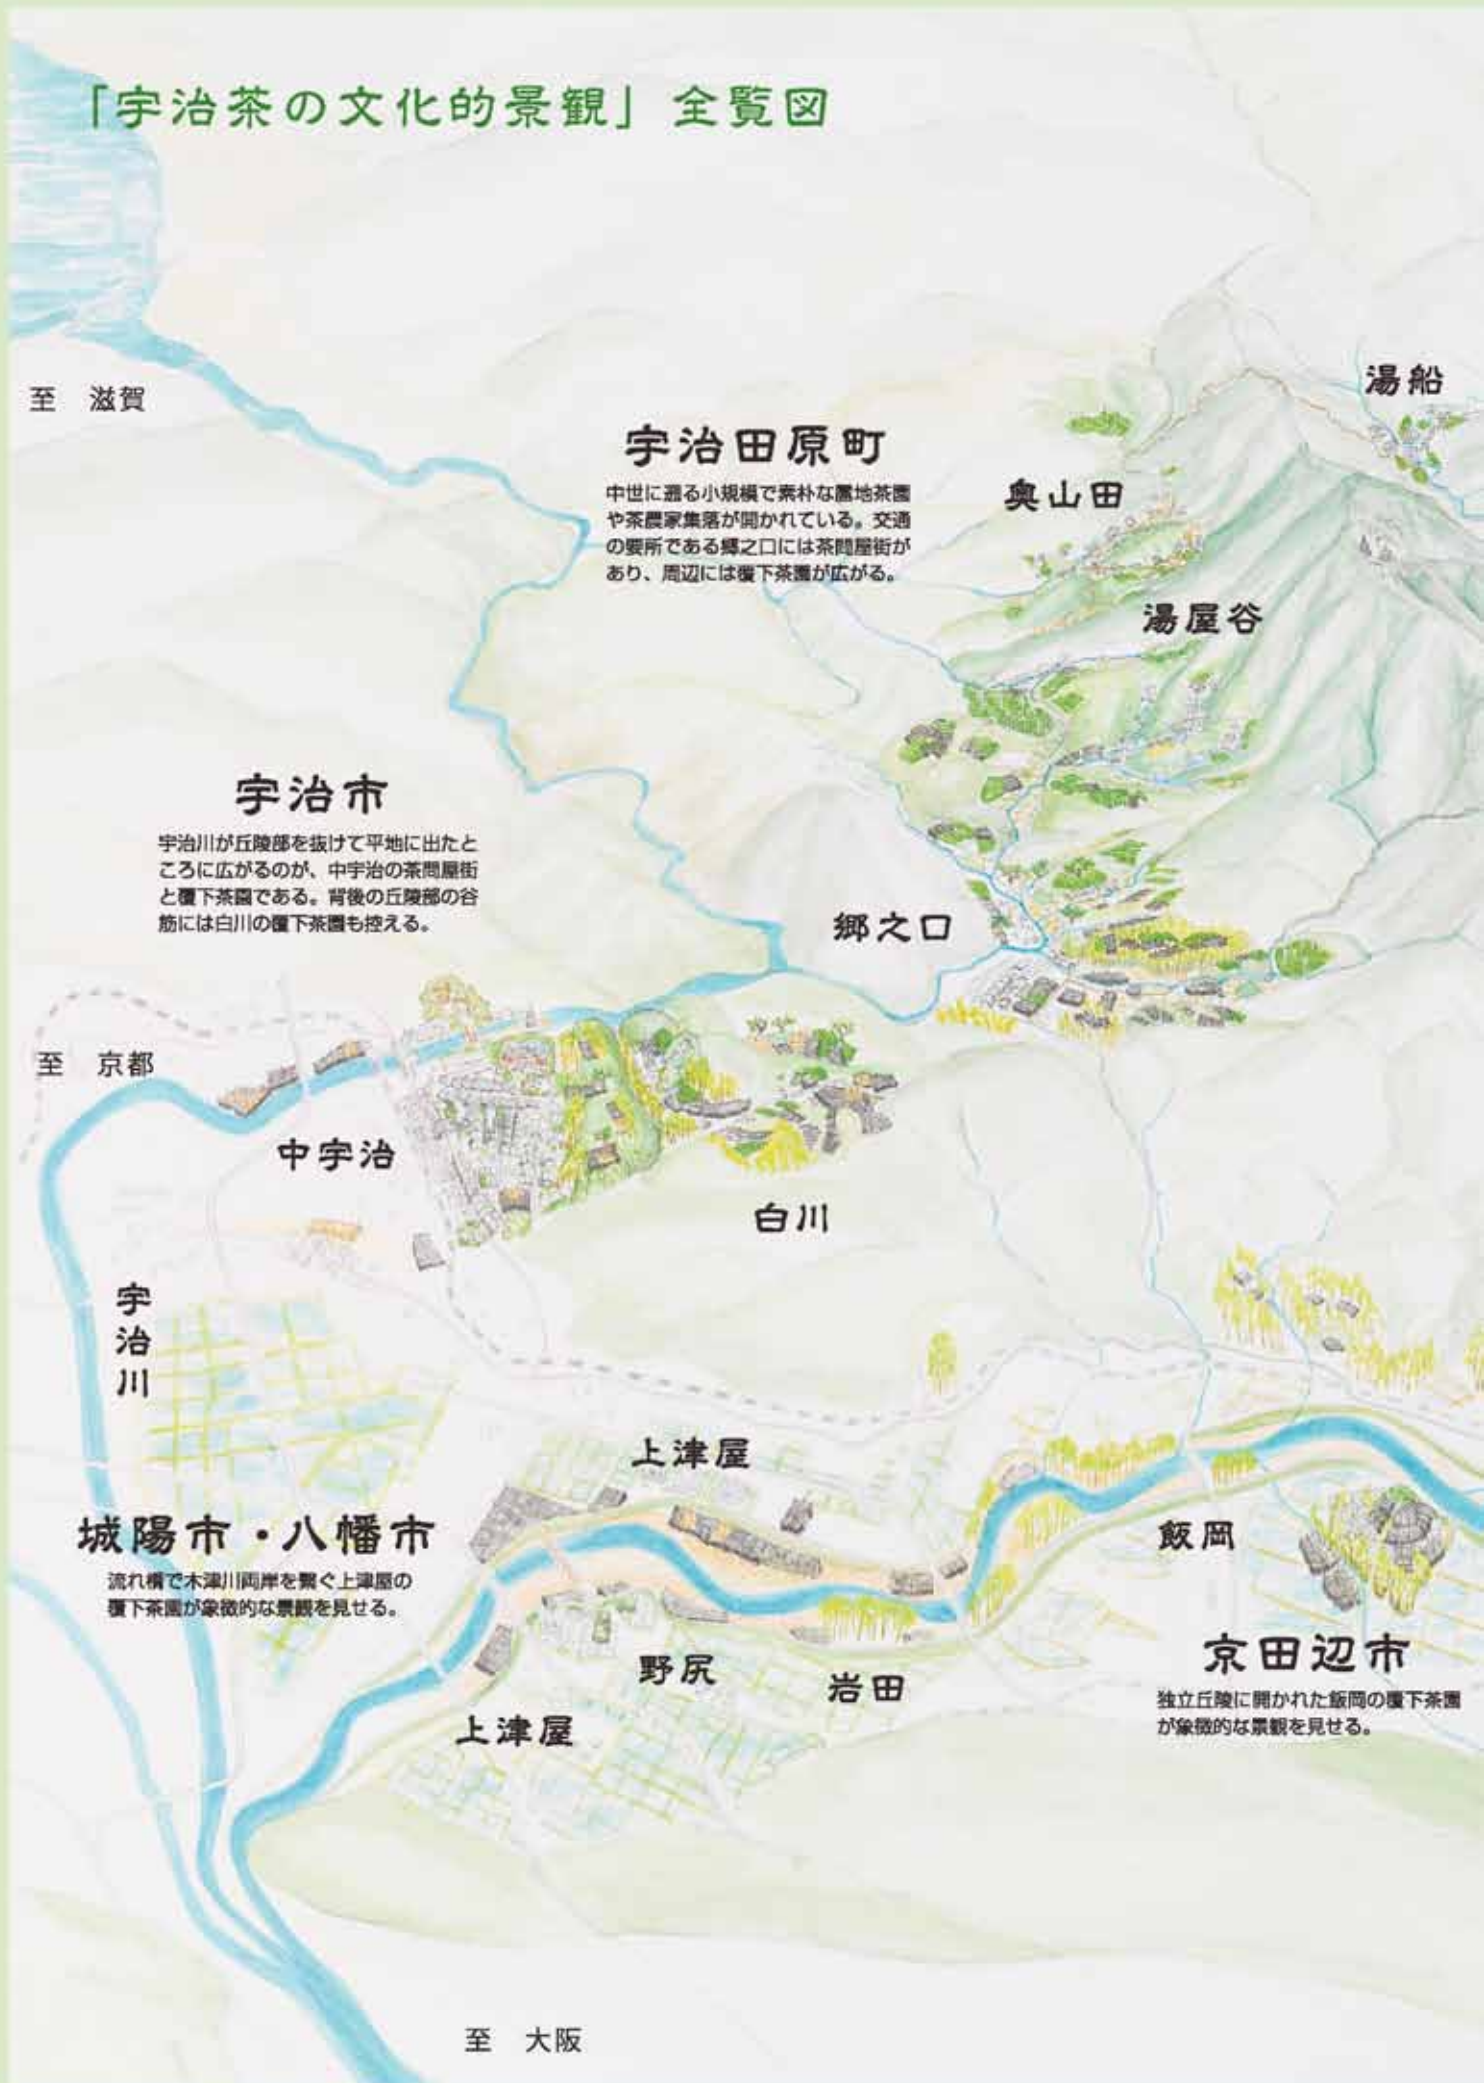 「宇治茶の文化的景観」全覧図
至　滋賀
湯船
宇治田原町
中世に遡る小規模で素朴な露地茶園
や茶農家集落が開かれている。交通
の要所である郷之口には茶問屋街が
あり、周辺には覆下茶園が広がる。
奥山田
湯屋谷
宇治市
宇治川が丘陵部を抜けて平地に出たと
ころに広がるのが、中宇治の茶問屋街
と覆下茶園である。背後の丘陵部の谷
筋には白川の覆下茶園も控える。
郷之口
至　京都
中宇治
白川
宇治川
上津屋
城陽市・八幡市
流れ橋で木津川両岸を繋ぐ上津屋の
覆下茶園が象徴的な景観を見せる。
飯岡
京田辺市
独立丘陵に開かれた飯岡の覆下茶園
が象徴的な景観を見せる。
野尻
岩田
上津屋
至　大阪